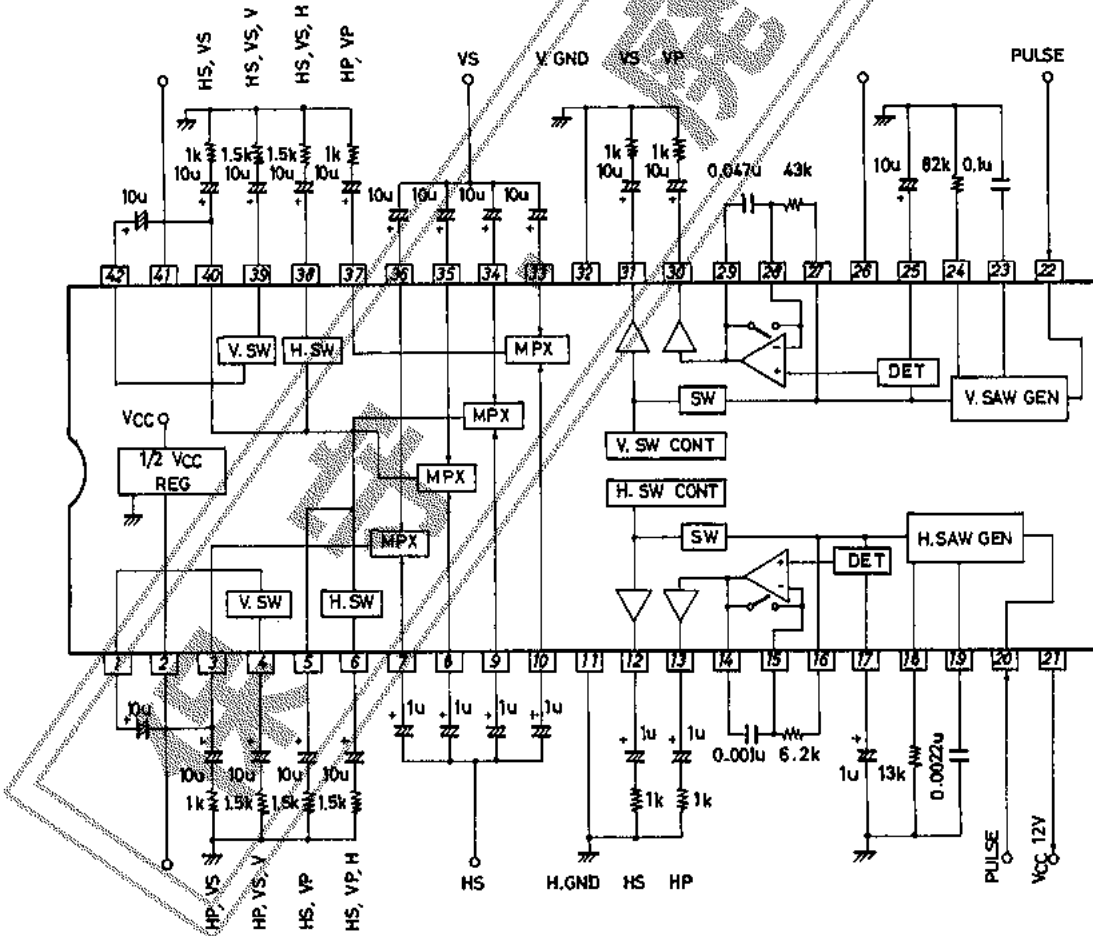 HS, VS
HS, VS, V
HS, VS, H
HP, VP
VS
V. GND
VS
VP
PULSE
1k
1.5k
1.5k
1k
10u
10u
10u
10u
10u
10u
10u
10u
10u
1k
1k
10u
10u
0.047u
43k
10u
82k
0.1u
42
41
40
39
38
37
36
35
34
33
32
31
30
29
28
27
26
25
24
23
22
V. SW
H. SW
MPX
MPX
MPX
MPX
SW
DET
V. SAW GEN
V. SW CONT
VCC
1/2 VCC
REG
H. SW CONT
SW
DET
H. SAW GEN
V. SW
H. SW
1
2
3
4
5
6
7
8
9
10
11
12
13
14
15
16
17
18
19
20
21
10u
10u
10u
10u
10u
1k
1.5k
1.5k
1.5k
1u
1u
1u
1u
1u
1u
1k
1k
0.001u
6.2k
1u
13k
0.0022u
HP, VS
HP, VS, V
HS, VP
HS, VP, H
HS
H.GND
HS
HP
PULSE
VCC 12V